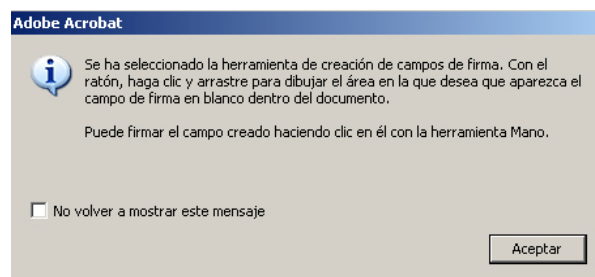 Adobe Acrobat
Se ha seleccionado la herramienta de creación de campos de firma. Con el
ratón, haga clic y arrastre para dibujar el área en la que desea que aparezca el
campo de firma en blanco dentro del documento.
Puede firmar el campo creado haciendo clic en él con la herramienta Mano.
No volver a mostrar este mensaje
Aceptar